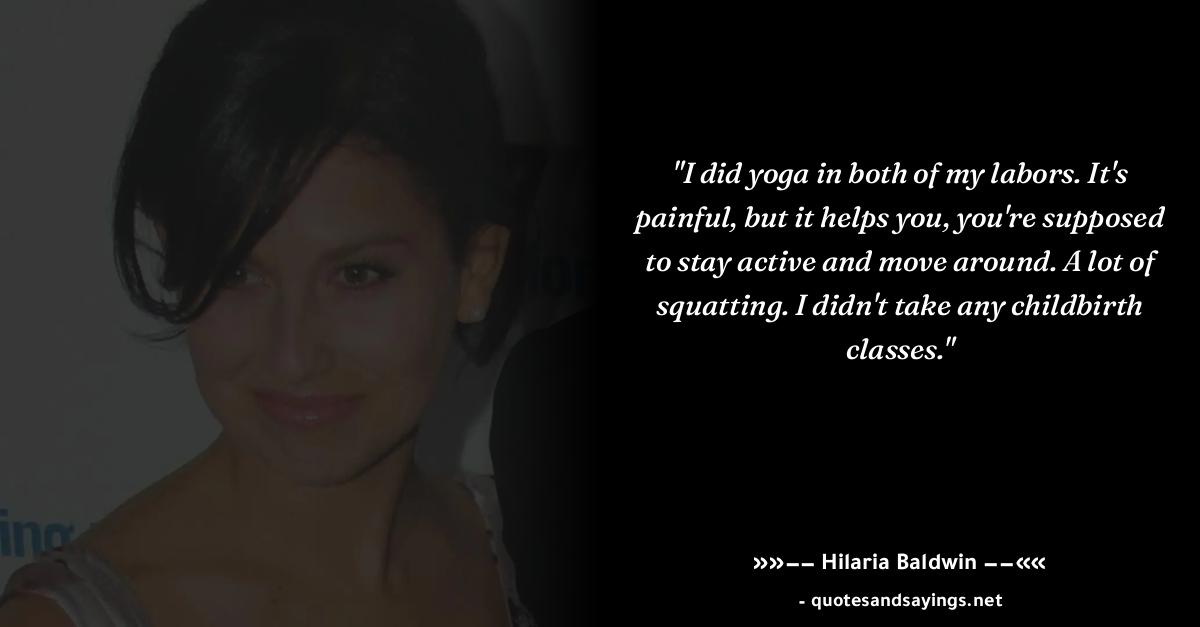 "I did yoga in both of my labors. It's
painful, but it helps you, you're supposed
to stay active and move around. A lot of
squatting. I didn't take any childbirth
classes."
»»−− Hilaria Baldwin −−««
- quotesandsayings.net
ing